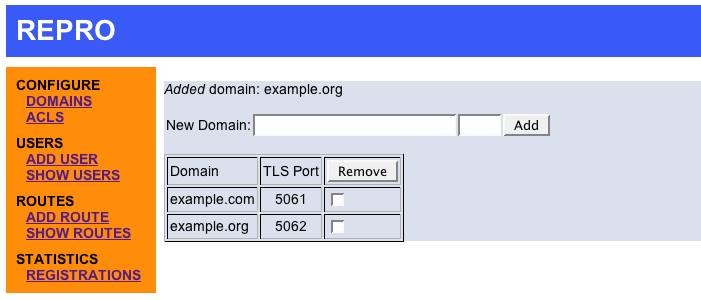 REPRO
CONFIGURE
DOMAINS
ACLS
USERS
ADD USER
SHOW USERS
ROUTES
ADD ROUTE
SHOW ROUTES
STATISTICS
REGISTRATIONS
Added domain: example.org
New Domain: Add
Domain TLS Port Remove
example.com 5061
example.org 5062